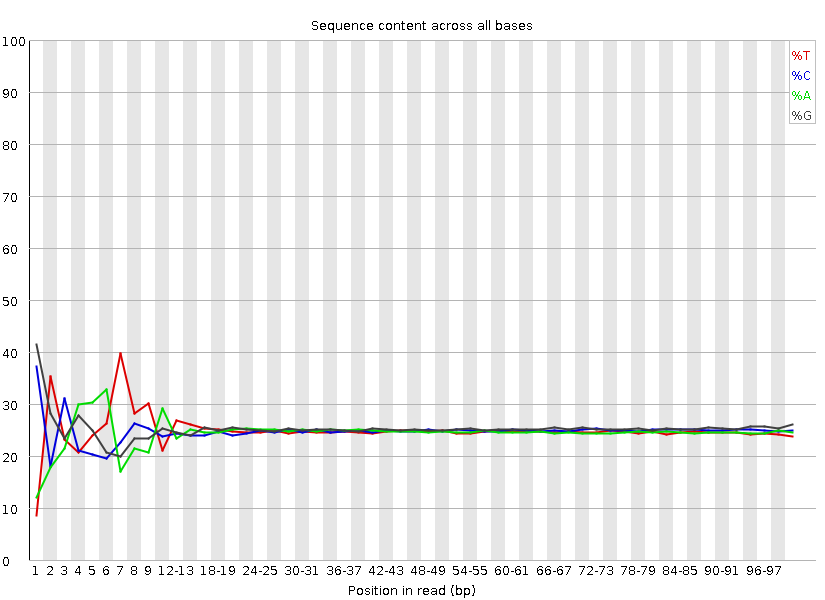 Sequence content across all bases
100
90
80
70
60
50
40
30
20
10
0
%T
%C
%A
%G
1 2 3 4 5 6 7 8 9 12-13 18-19 24-25 30-31 36-37 42-43 48-49 54-55 60-61 66-67 72-73 78-79 84-85 90-91 96-97
Position in read (bp)